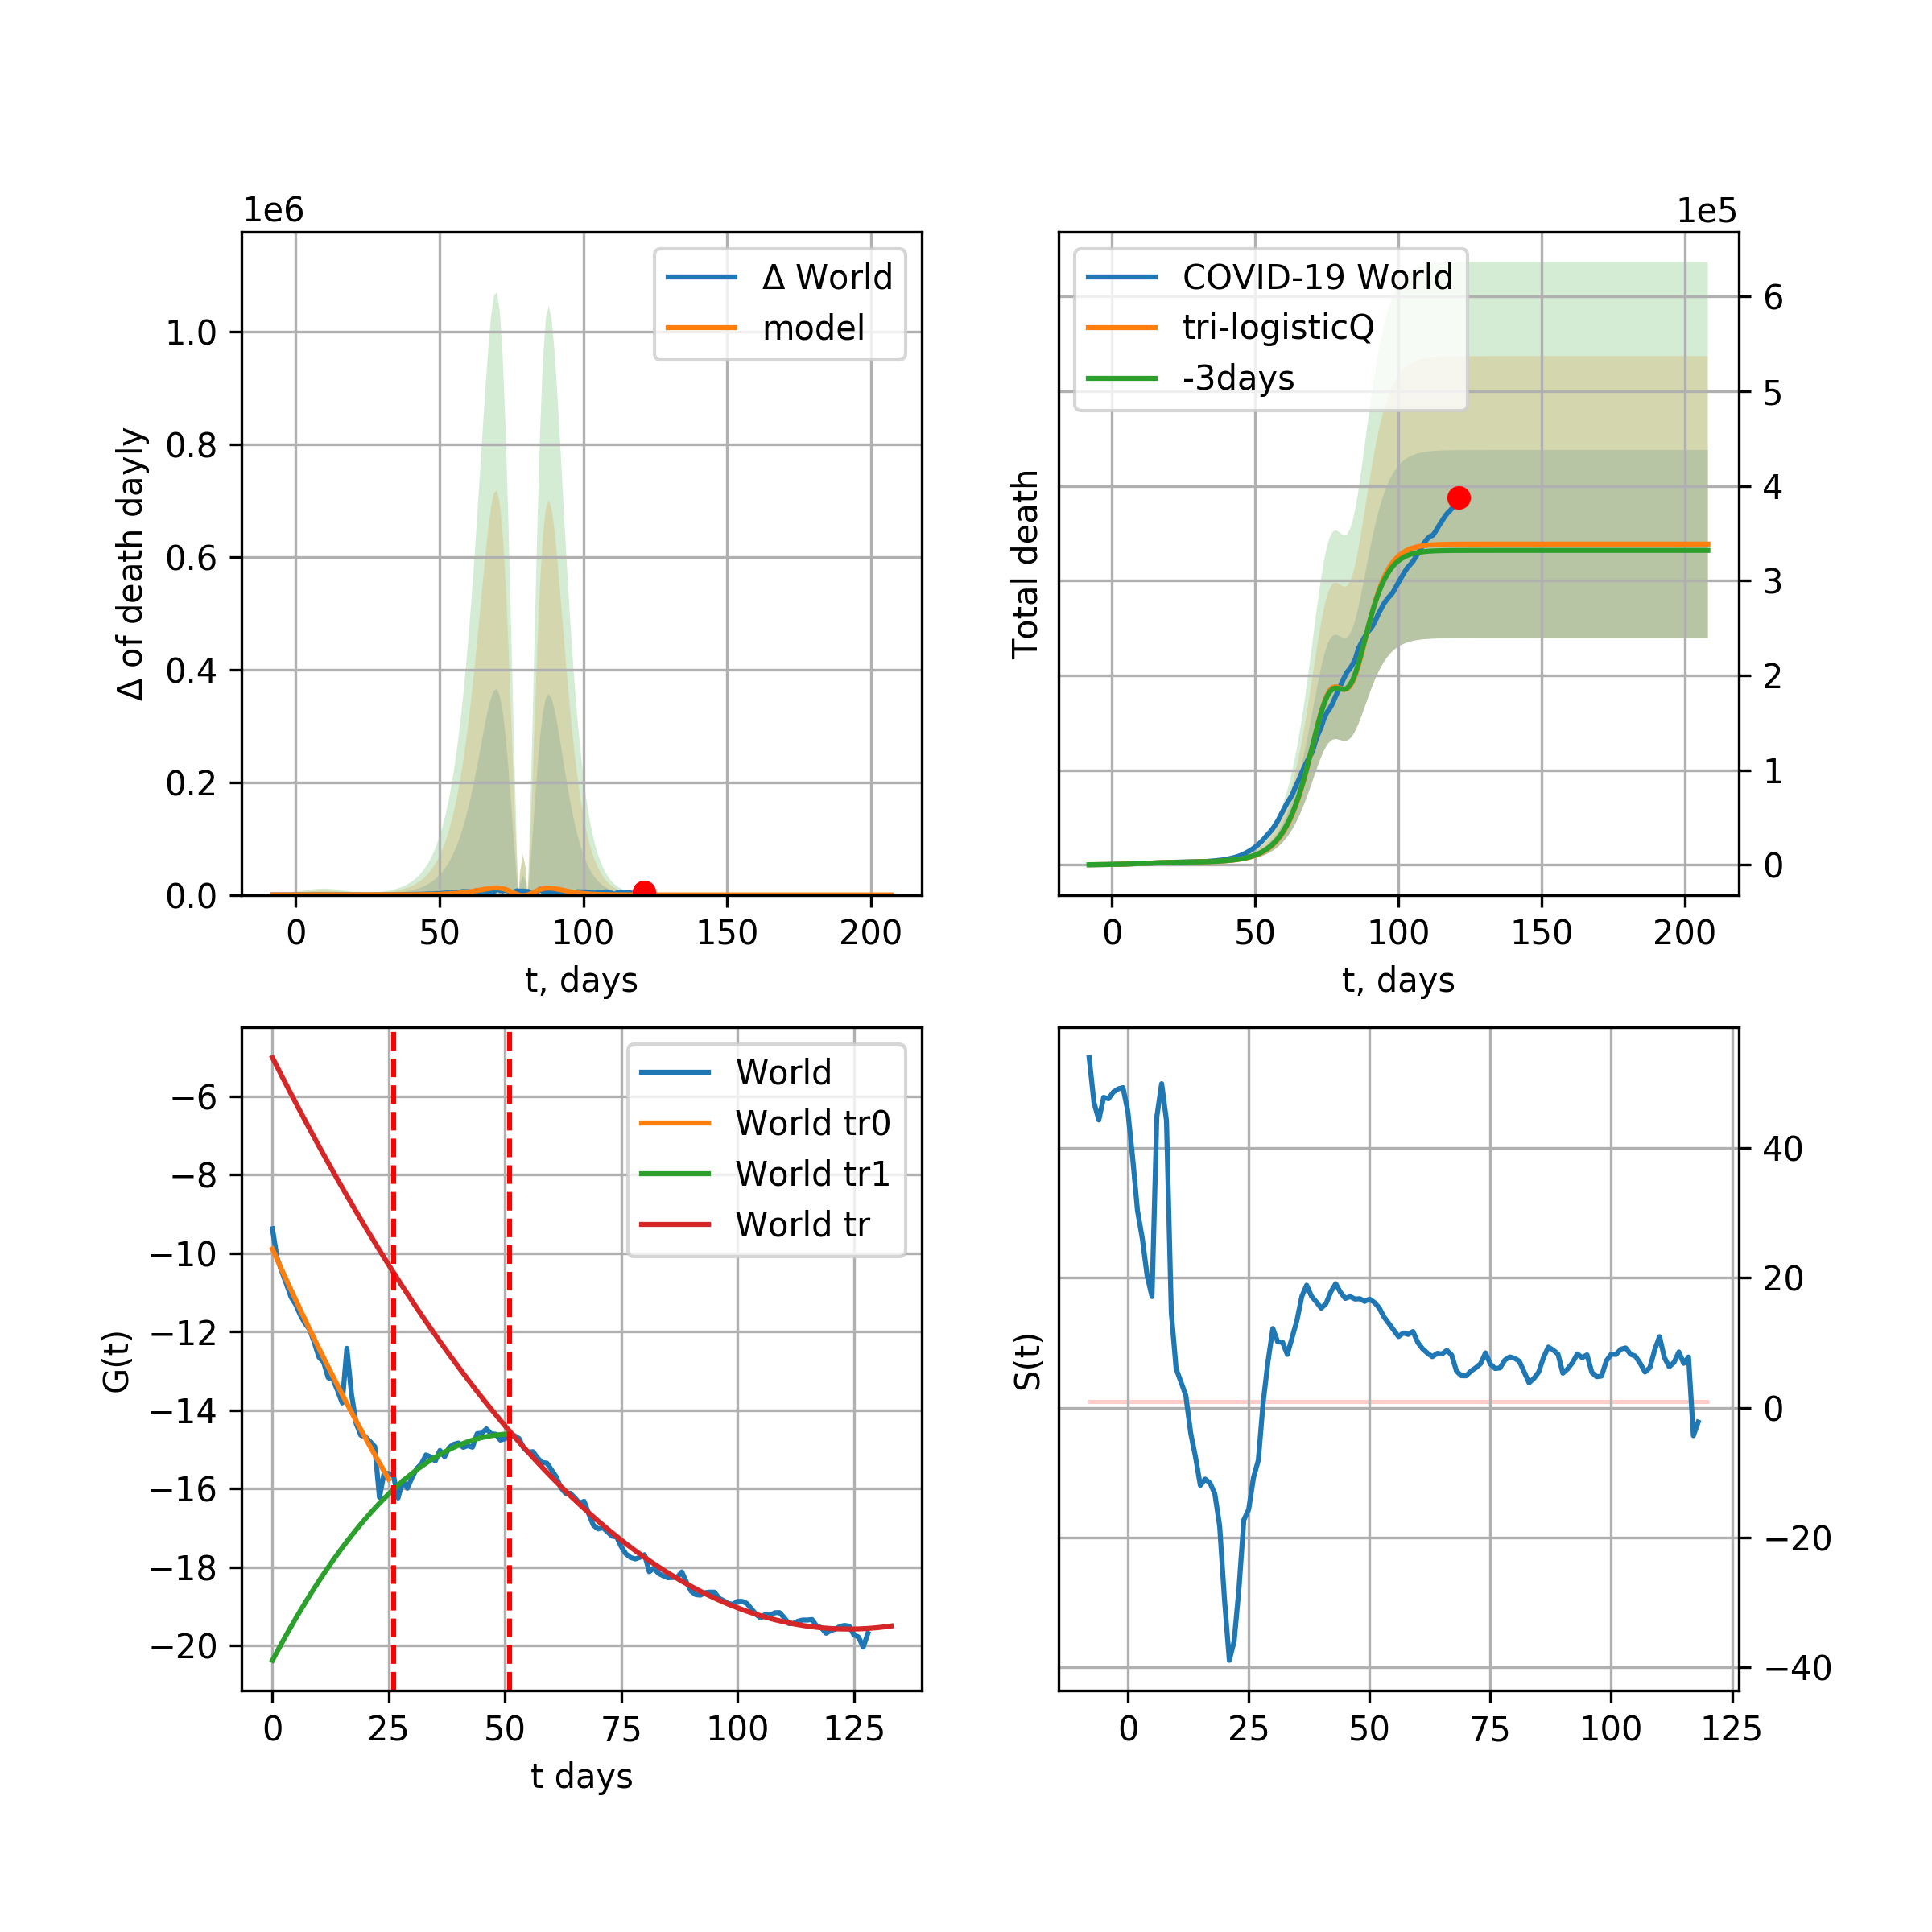 1e6
Δ World
model
1.0
0.8
0.6
0.4
0.2
0.0
Δ of death dayly
0 50 100 150 200
t, days
1e5
COVID-19 World
tri-logisticQ
-3days
6
5
4
3
2
1
0
Total death
0 50 100 150 200
t, days
World
World tr0
World tr1
World tr
−6
−8
−10
−12
−14
−16
−18
−20
G(t)
0 25 50 75 100 125
t days
40
20
0
−20
−40
S(t)
0 25 50 75 100 125